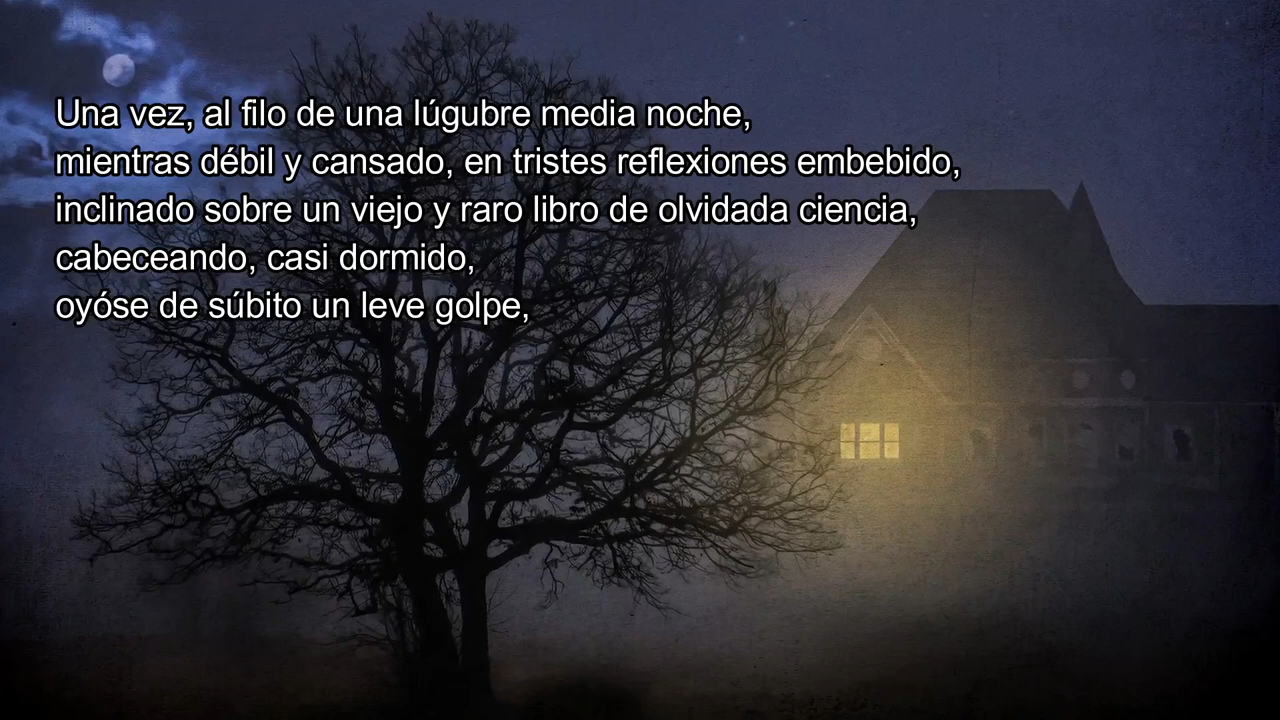 Una vez, al filo de una lúgubre media noche,
mientras débil y cansado, en tristes reflexiones embebido,
inclinado sobre un viejo y raro libro de olvidada ciencia,
cabeceando, casi dormido,
oyóse de súbito un leve golpe,